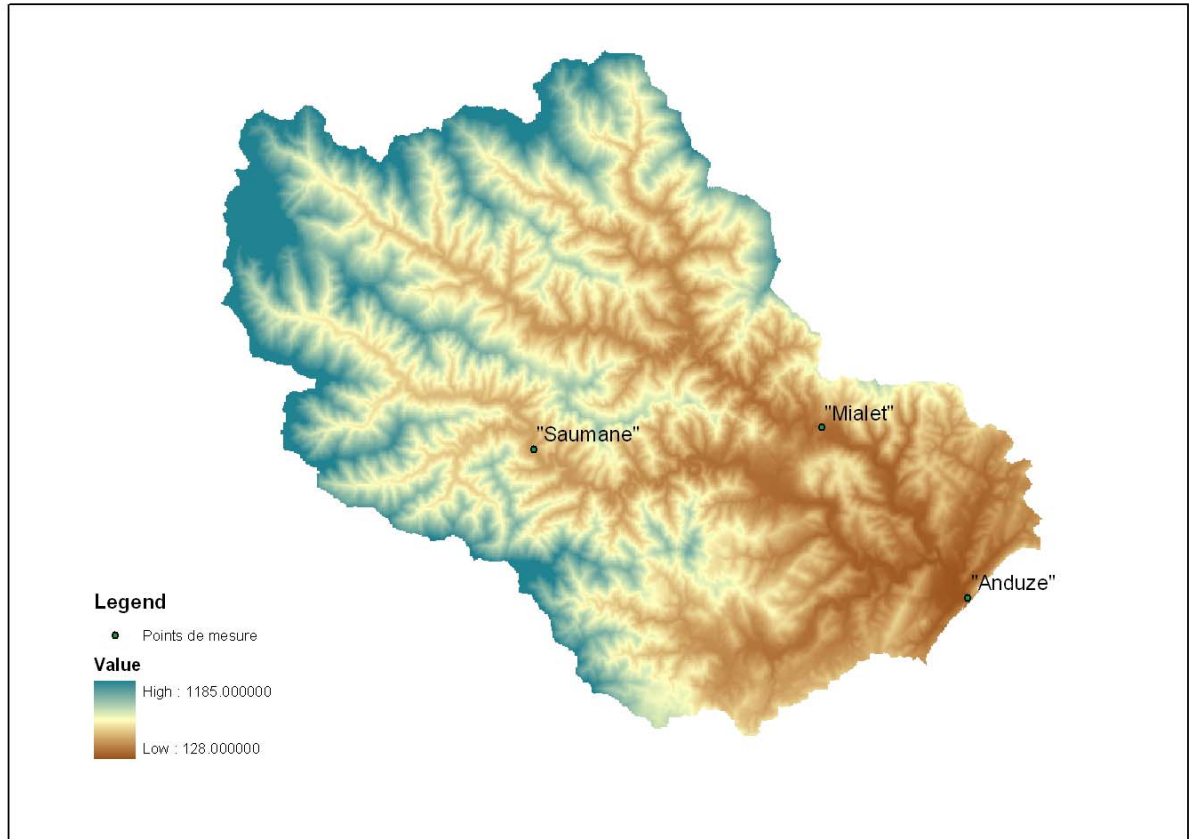 "Mialet"
"Saumane"
"Anduze"
Legend
Points de mesure
Value
High : 1185.000000
Low : 128.000000